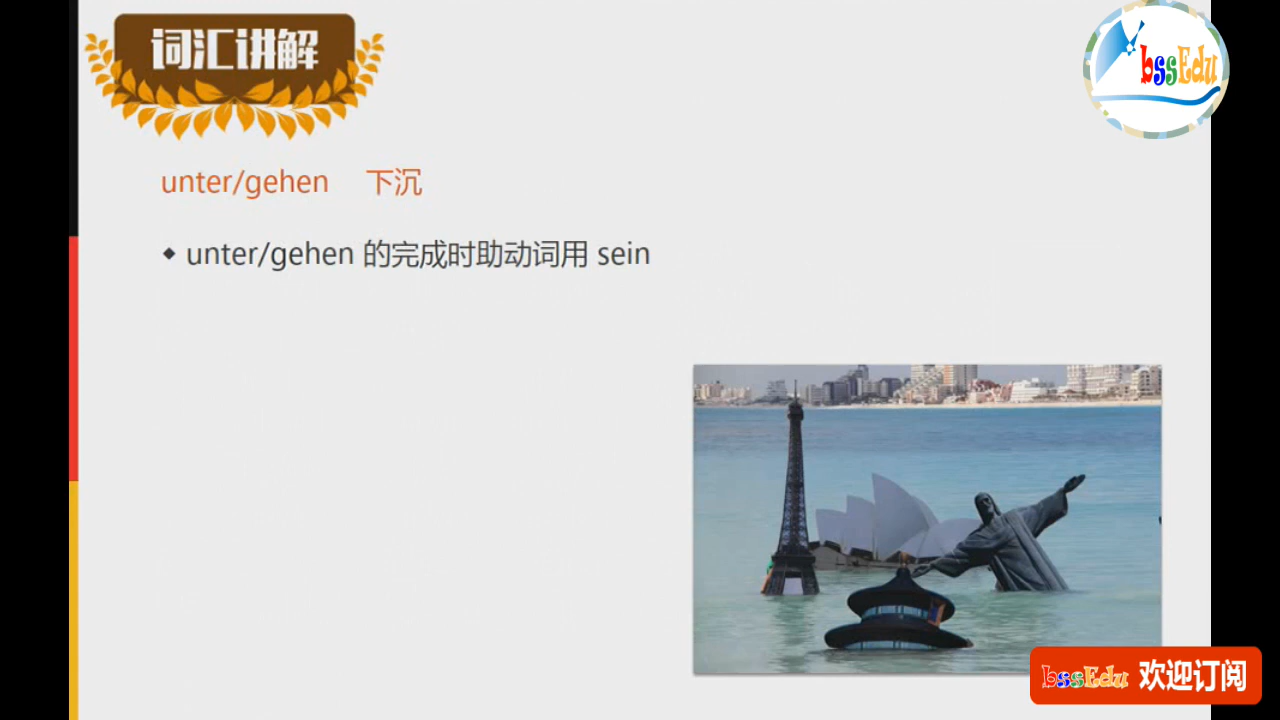 词汇讲解
bssEdu
unter/gehen 下沉
◆ unter/gehen 的完成时助动词用 sein
bssEdu 欢迎订阅